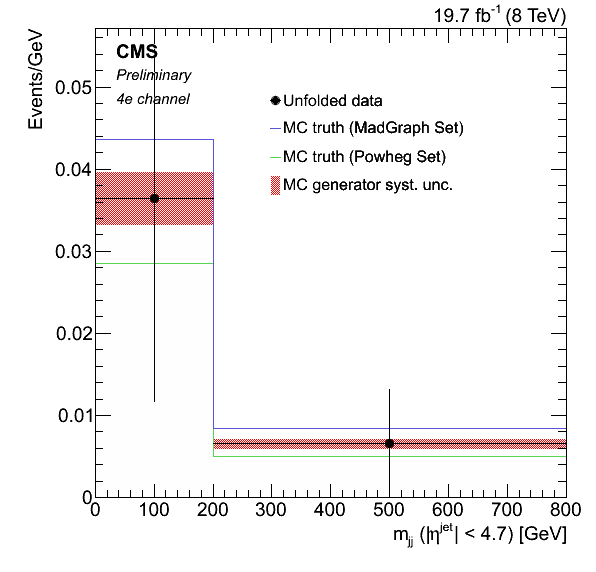 19.7 fb⁻¹ (8 TeV)
Events/GeV
CMS
Preliminary
4e channel
Unfolded data
MC truth (MadGraph Set)
MC truth (Powheg Set)
MC generator syst. unc.
0.05
0.04
0.03
0.02
0.01
0
0 100 200 300 400 500 600 700 800
m_jj (|η^jet| < 4.7) [GeV]